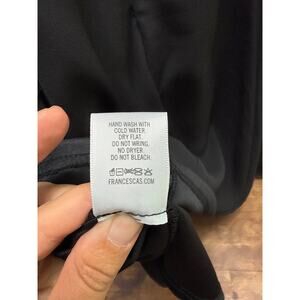 HAND WASH WITH
COLD WATER.
DRY FLAT.
DO NOT WRING.
NO DRYER.
DO NOT BLEACH.
FRANCESCAS.COM